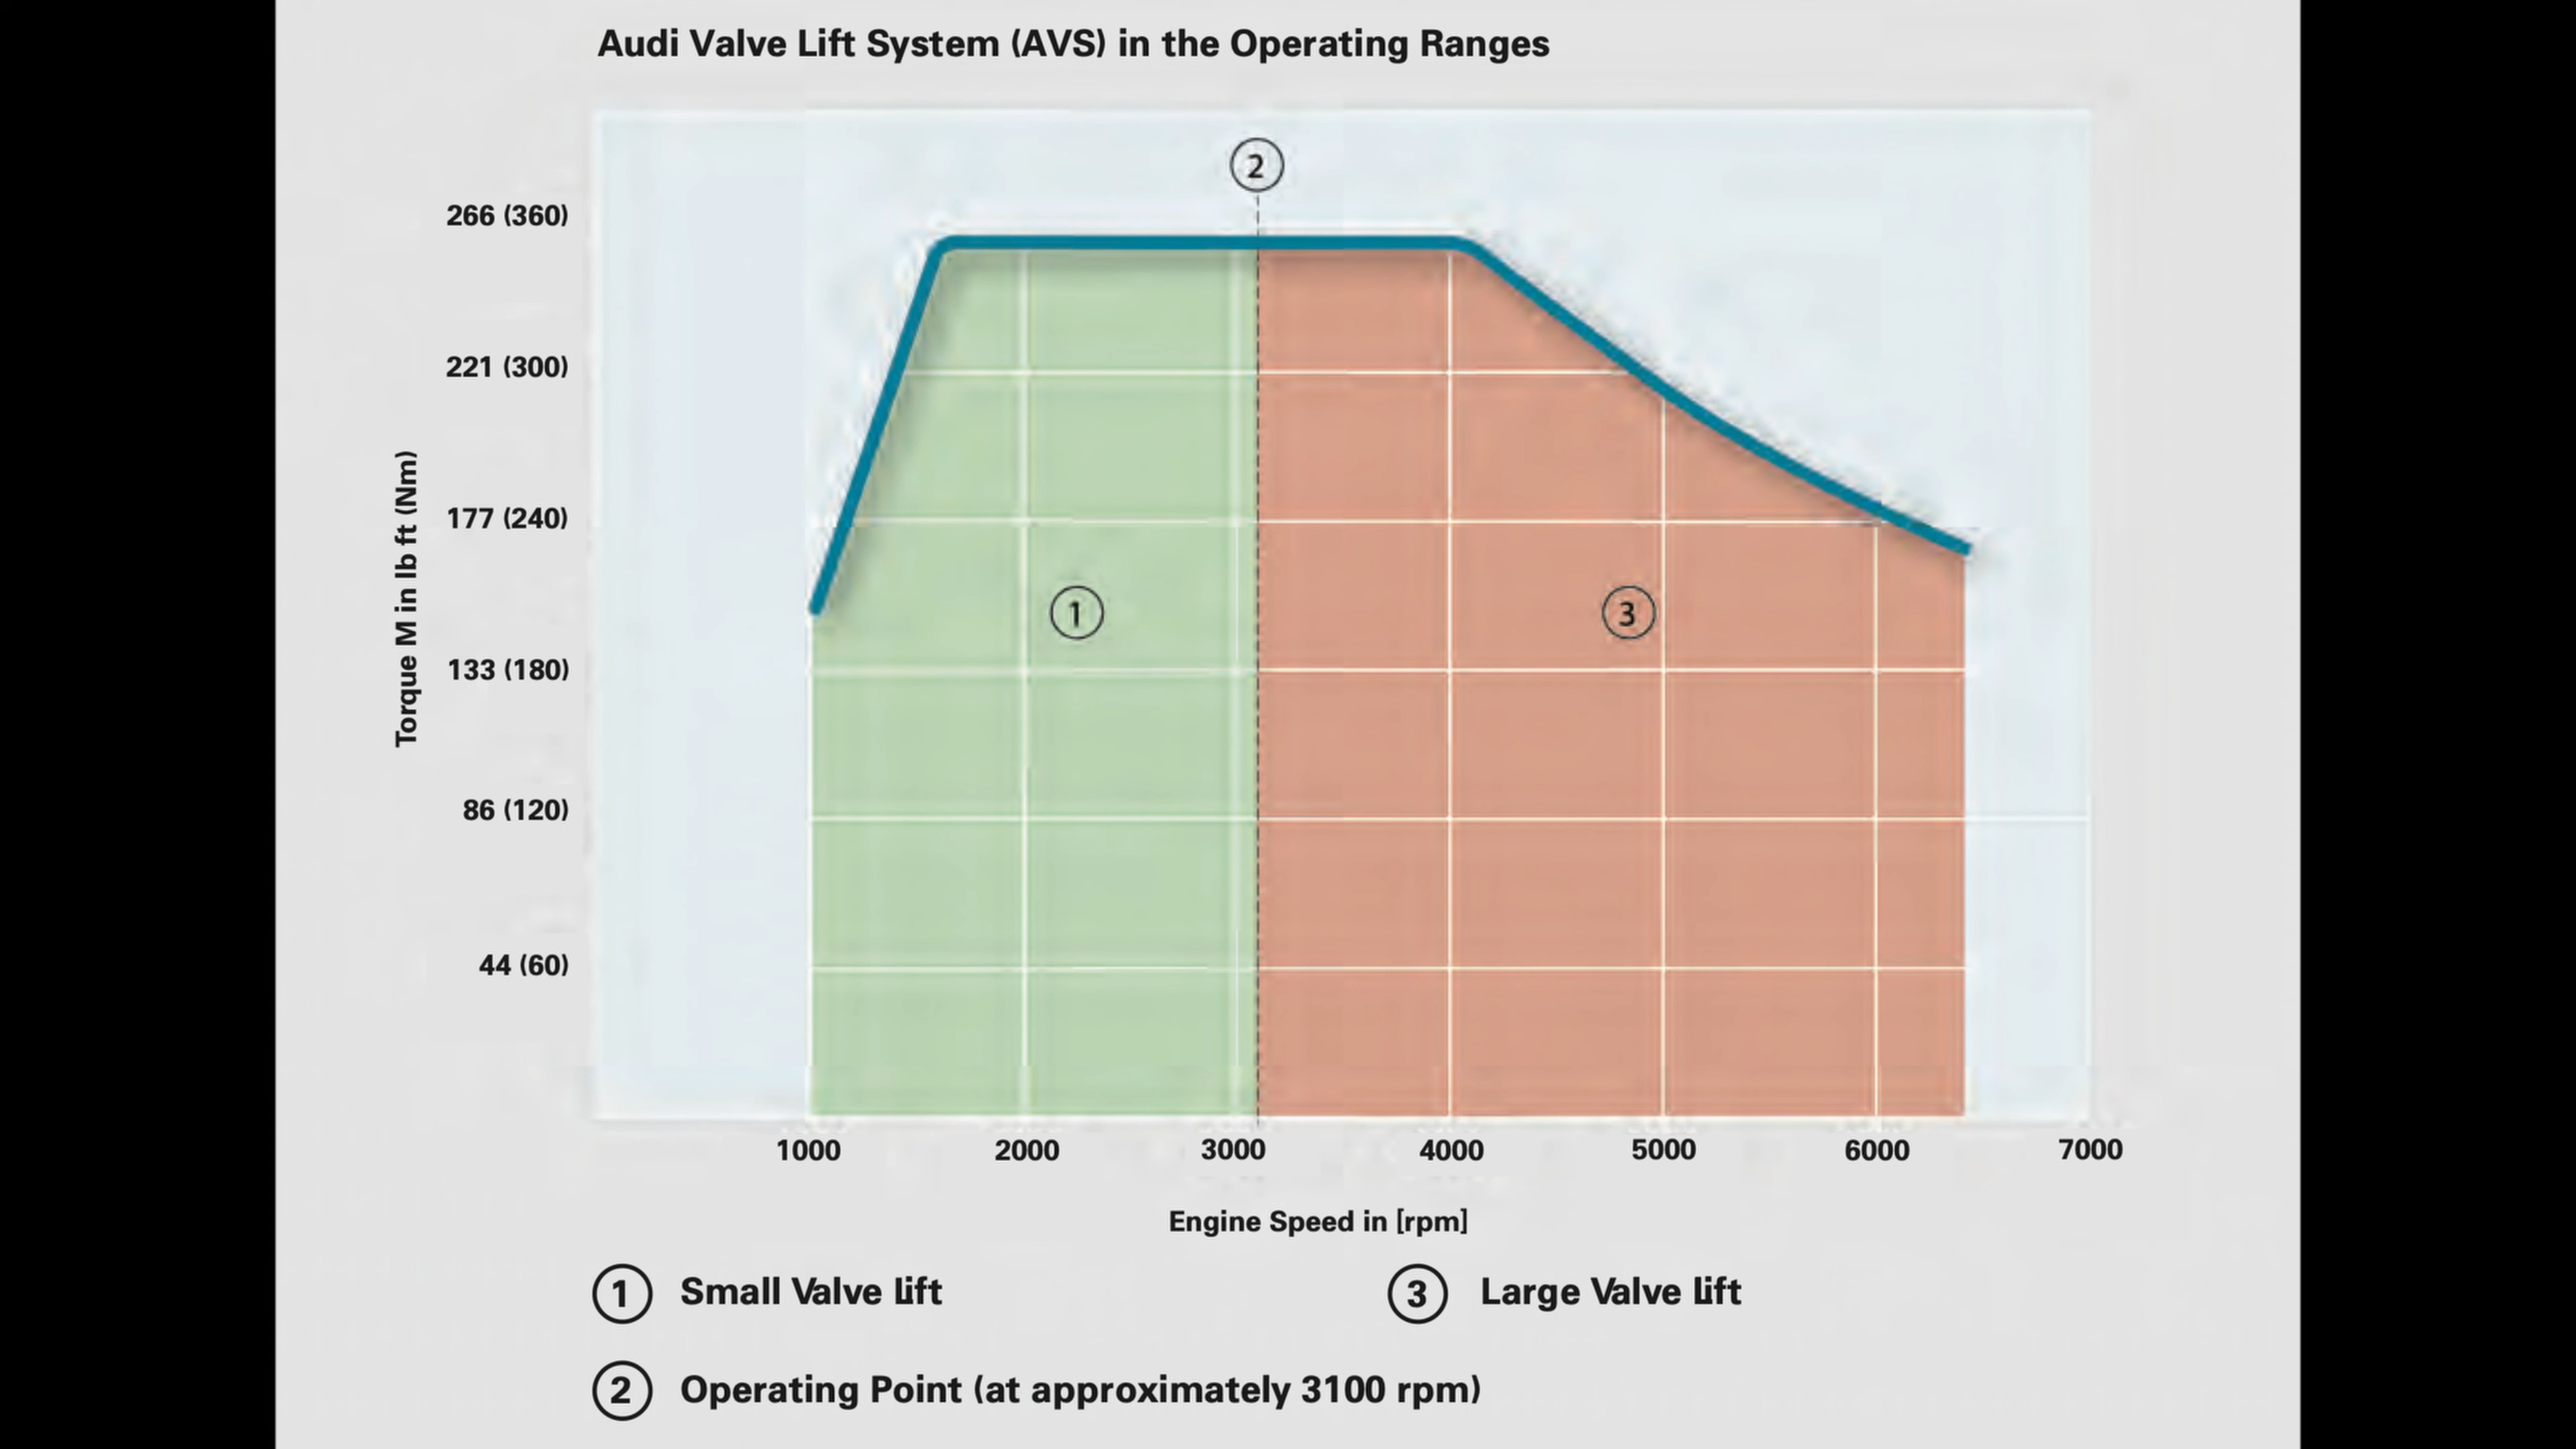 Audi Valve Lift System (AVS) in the Operating Ranges
2
266 (360)
221 (300)
177 (240)
133 (180)
86 (120)
44 (60)
Torque M in lb ft (Nm)
1
3
1000 2000 3000 4000 5000 6000 7000
Engine Speed in [rpm]
1 Small Valve Lift
3 Large Valve Lift
2 Operating Point (at approximately 3100 rpm)